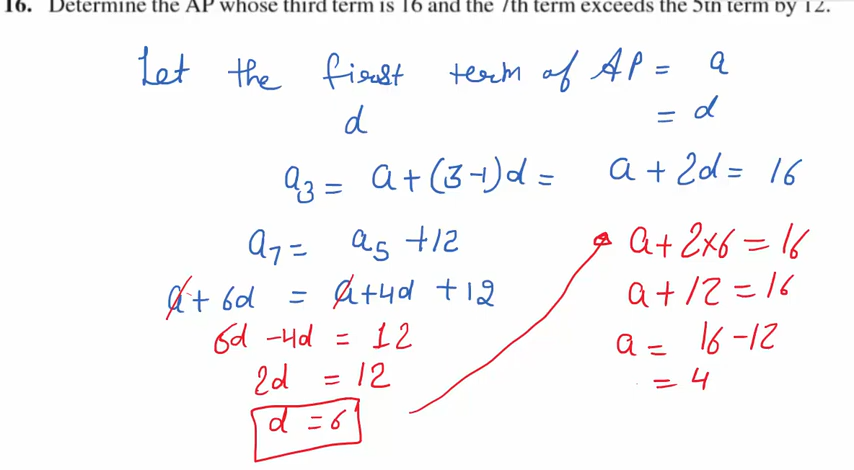 16. Determine the AP whose third term is 16 and the 7th term exceeds the 5th term by 12.
Let the first term of AP = a
d = d
a₃ = a + (3-1)d = a + 2d = 16
a₇ = a₅ + 12
a + 6d = a + 4d + 12
6d - 4d = 12
2d = 12
d = 6
a + 2×6 = 16
a + 12 = 16
a = 16 - 12
= 4